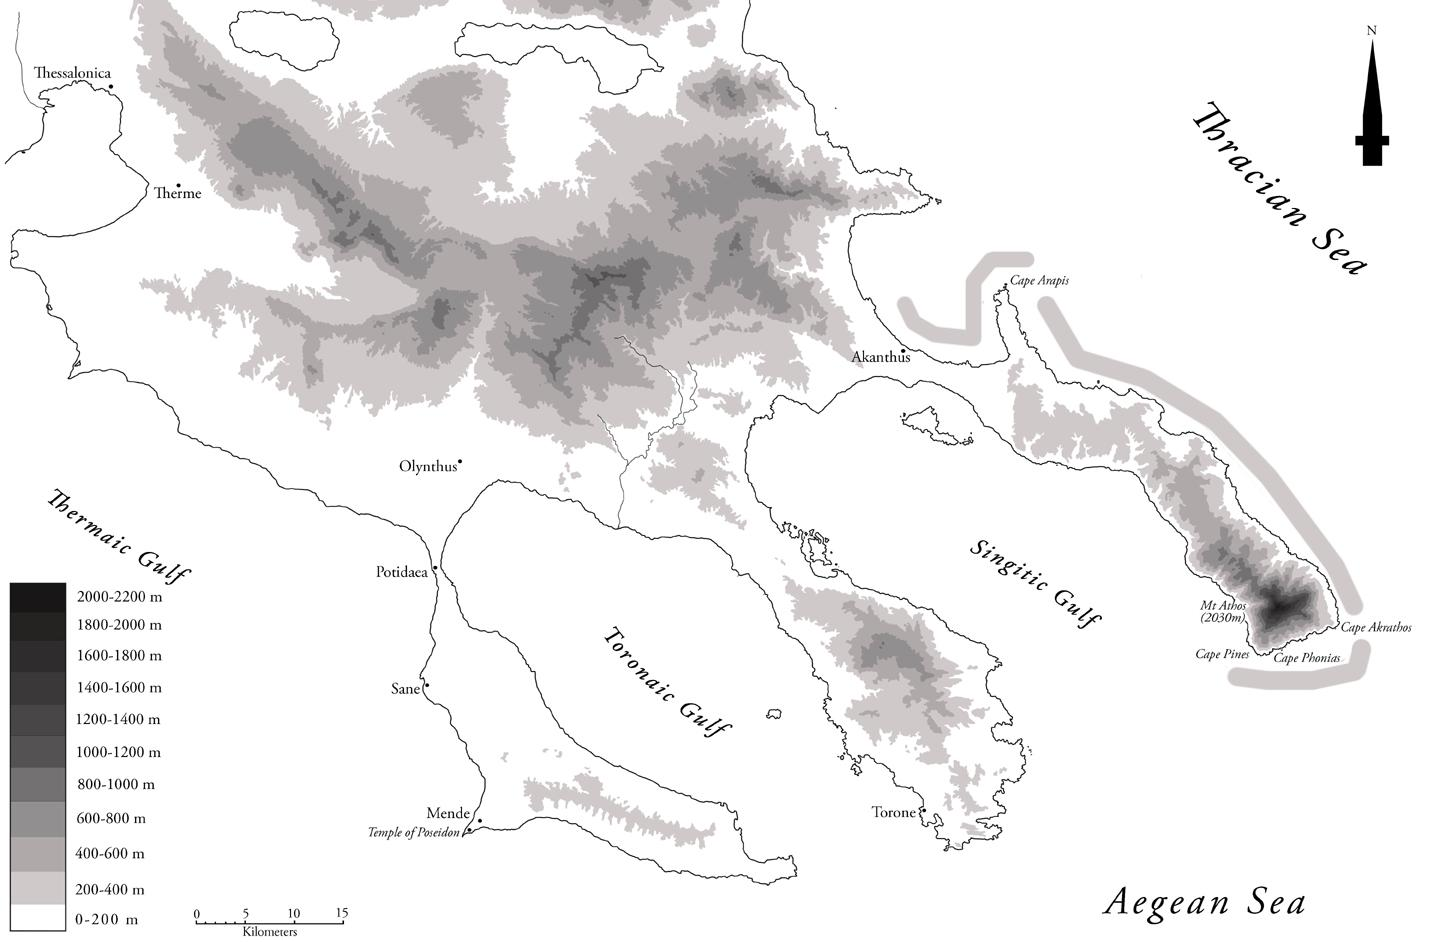 N
Thessalonica
Thracian Sea
Therme
Cape Arapis
Akanthus
Olynthus
Thermaic Gulf
Singitic Gulf
Potidaea
2000-2200 m
1800-2000 m
1600-1800 m
1400-1600 m
1200-1400 m
1000-1200 m
800-1000 m
600-800 m
400-600 m
200-400 m
0-200 m
Mt Athos
(2030m)
Cape Akrathos
Cape Pines
Cape Phonias
Toronaic Gulf
Sane
Mende
Temple of Poseidon
Torone
Aegean Sea
0 5 10 15
Kilometers